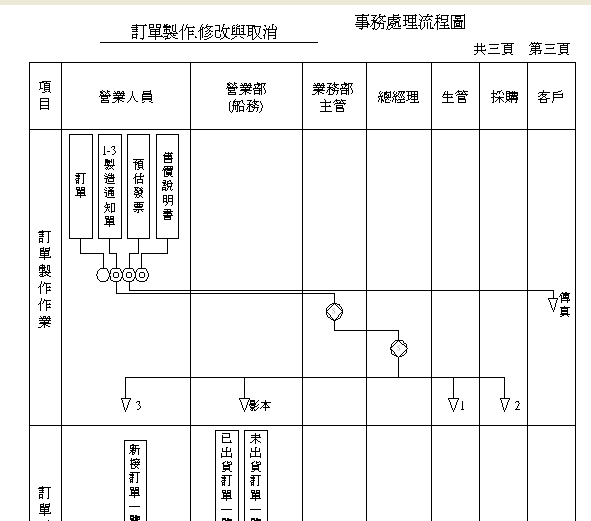 事務處理流程圖
訂單製作.修改與取消
共三頁 第三頁
項目
營業人員
營業部
(船務)
業務部
主管
總經理
生管
採購
客戶
訂單製作作業
訂單
1-3製造通知單
預估發票
售價說明書
傳真
3
影本
1
2
新接訂單一
已出貨訂單一
未出貨訂單一
訂單